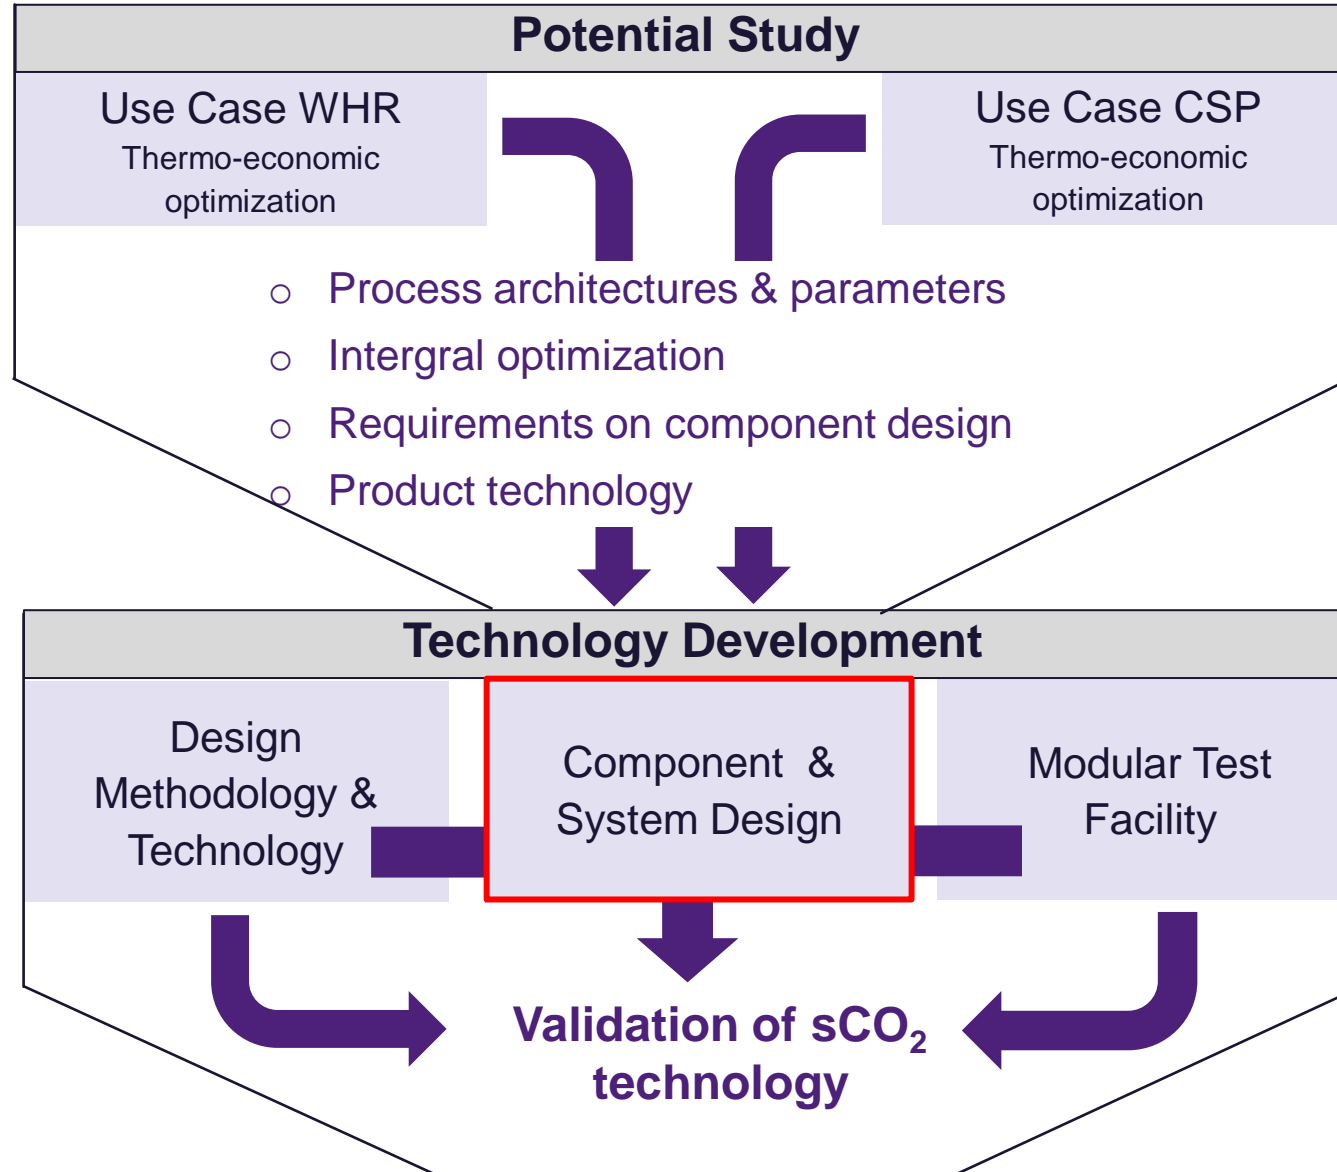 Potential Study
Use Case WHR
Thermo-economic
optimization
Use Case CSP
Thermo-economic
optimization
o Process architectures & parameters
o Intergral optimization
o Requirements on component design
o Product technology
Technology Development
Design
Methodology &
Technology
Component &
System Design
Modular Test
Facility
Validation of sCO₂
technology